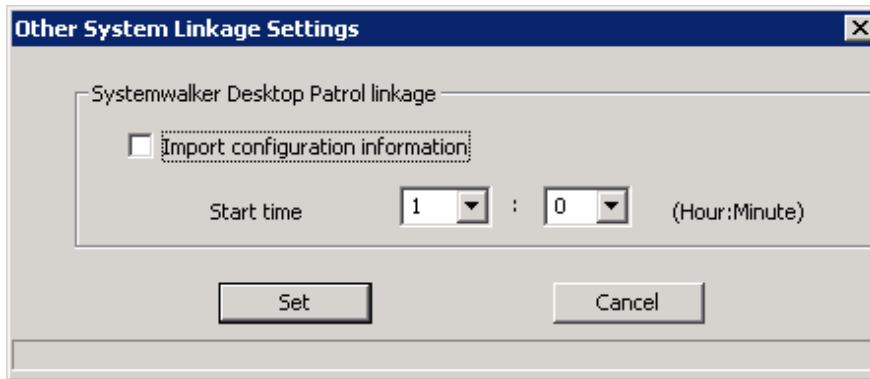 Other System Linkage Settings
Systemwalker Desktop Patrol linkage
Import configuration information
Start time 1 : 0 (Hour:Minute)
Set Cancel